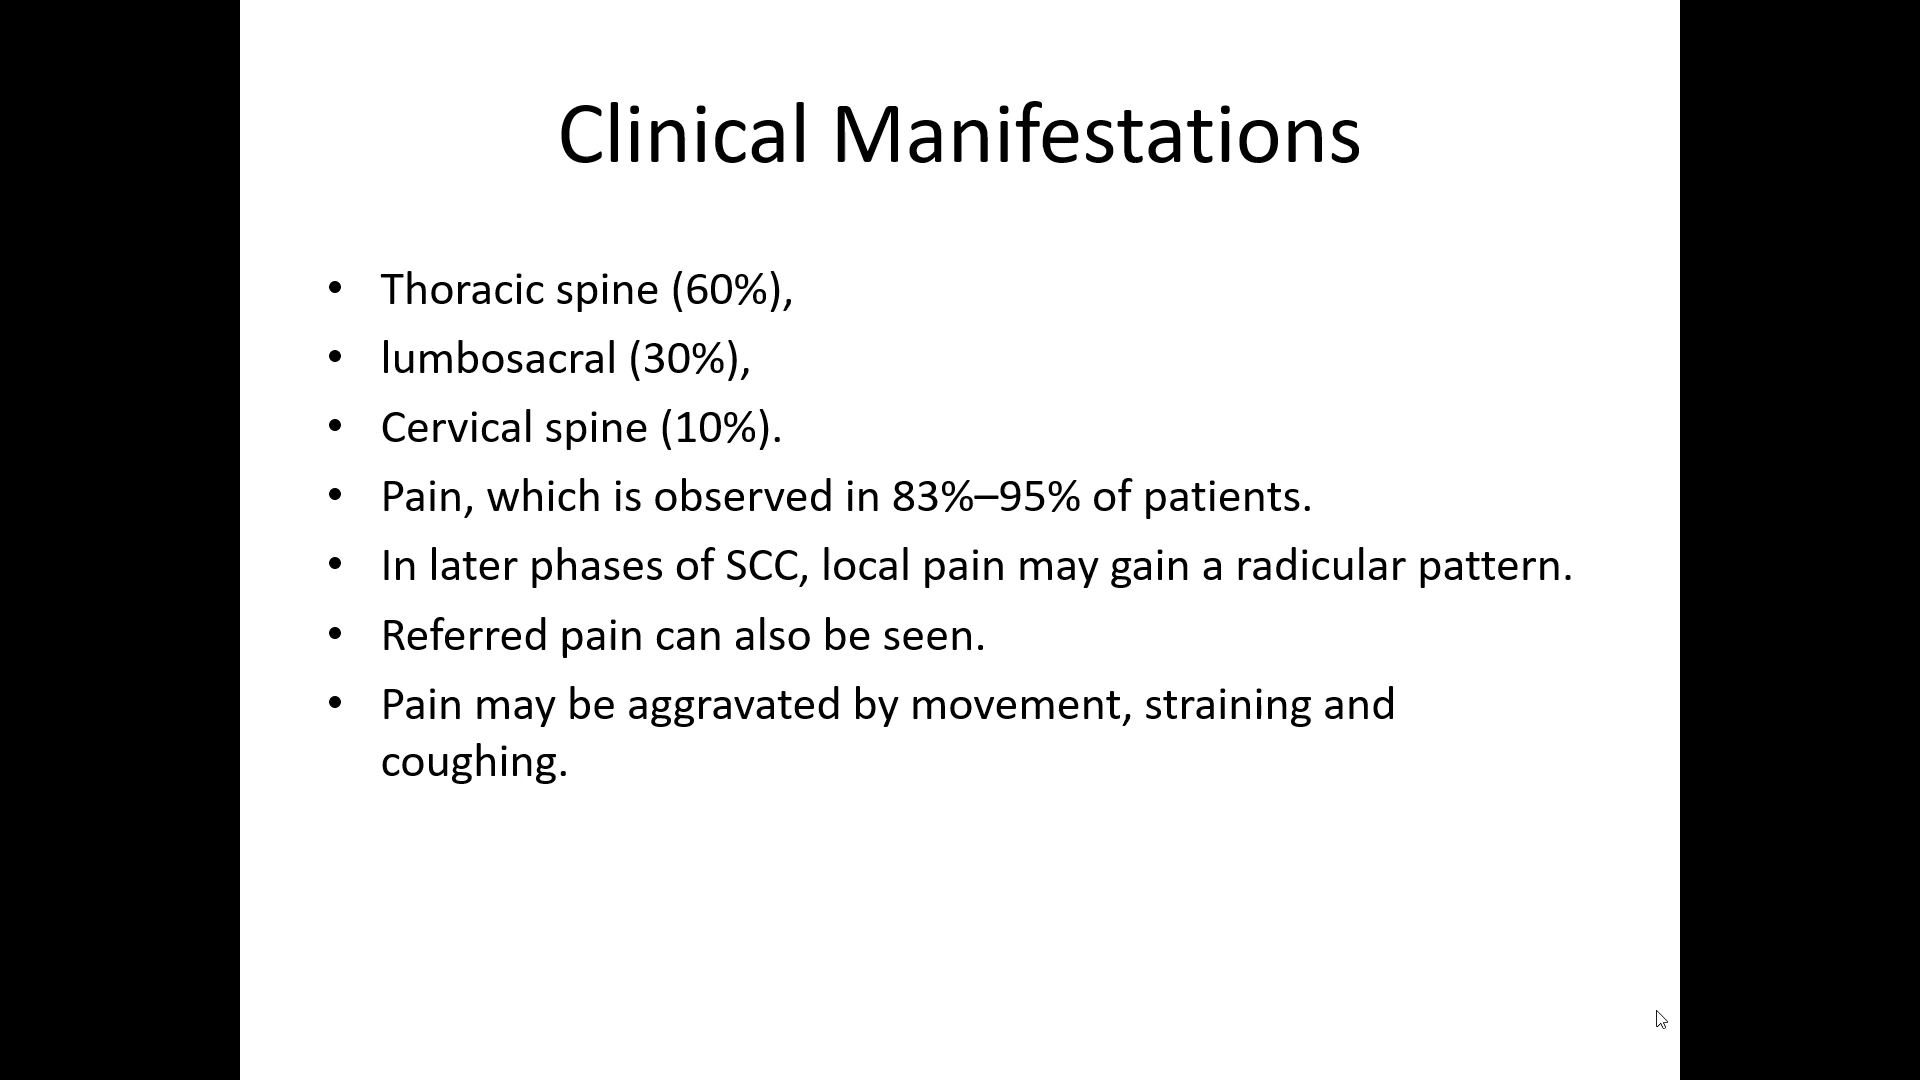 Clinical Manifestations
• Thoracic spine (60%),
• lumbosacral (30%),
• Cervical spine (10%).
• Pain, which is observed in 83%–95% of patients.
• In later phases of SCC, local pain may gain a radicular pattern.
• Referred pain can also be seen.
• Pain may be aggravated by movement, straining and
coughing.